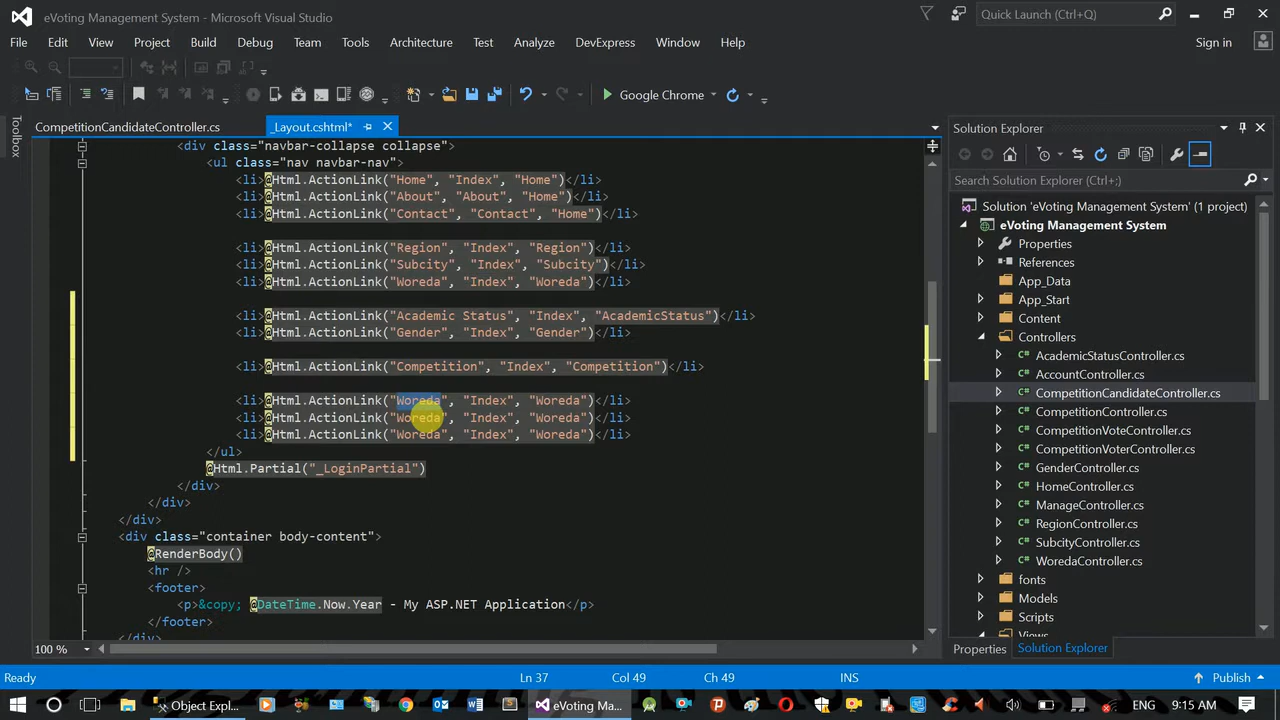 eVoting Management System - Microsoft Visual Studio
Quick Launch (Ctrl+Q)
File Edit View Project Build Debug Team Tools Architecture Test Analyze DevExpress Window Help
Sign in
Google Chrome
Toolbox
CompetitionCandidateController.cs
_Layout.cshtml*
<div class="navbar-collapse collapse">
<ul class="nav navbar-nav">
<li>@Html.ActionLink("Home", "Index", "Home")</li>
<li>@Html.ActionLink("About", "About", "Home")</li>
<li>@Html.ActionLink("Contact", "Contact", "Home")</li>
<li>@Html.ActionLink("Region", "Index", "Region")</li>
<li>@Html.ActionLink("Subcity", "Index", "Subcity")</li>
<li>@Html.ActionLink("Woreda", "Index", "Woreda")</li>
<li>@Html.ActionLink("Academic Status", "Index", "AcademicStatus")</li>
<li>@Html.ActionLink("Gender", "Index", "Gender")</li>
<li>@Html.ActionLink("Competition", "Index", "Competition")</li>
<li>@Html.ActionLink("Woreda", "Index", "Woreda")</li>
<li>@Html.ActionLink("Woreda", "Index", "Woreda")</li>
<li>@Html.ActionLink("Woreda", "Index", "Woreda")</li>
</ul>
@Html.Partial("_LoginPartial")
</div>
</div>
</div>
<div class="container body-content">
@RenderBody()
<hr />
<footer>
<p>&copy; @DateTime.Now.Year - My ASP.NET Application</p>
</footer>
</div>
100 %
Solution Explorer
Search Solution Explorer (Ctrl+;)
Solution 'eVoting Management System' (1 project)
eVoting Management System
Properties
References
App_Data
App_Start
Content
Controllers
C# AcademicStatusController.cs
C# AccountController.cs
C# CompetitionCandidateController.cs
C# CompetitionController.cs
C# CompetitionVoteController.cs
C# CompetitionVoterController.cs
C# GenderController.cs
C# HomeController.cs
C# ManageController.cs
C# RegionController.cs
C# SubcityController.cs
C# WoredaController.cs
fonts
Models
Scripts
Views
Properties Solution Explorer
Ready
Ln 37
Col 49
Ch 49
INS
Publish
Object Expl...
eVoting Ma...
ENG
9:15 AM